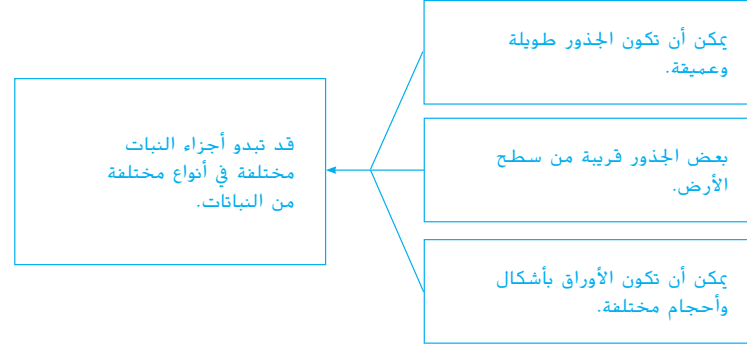 يمكن أن تكون الجذور طويلة
وعميقة.
بعض الجذور قريبة من سطح
الأرض.
يمكن أن تكون الأوراق بأشكال
وأحجام مختلفة.
قد تبدو أجزاء النبات
مختلفة في أنواع مختلفة
من النباتات.